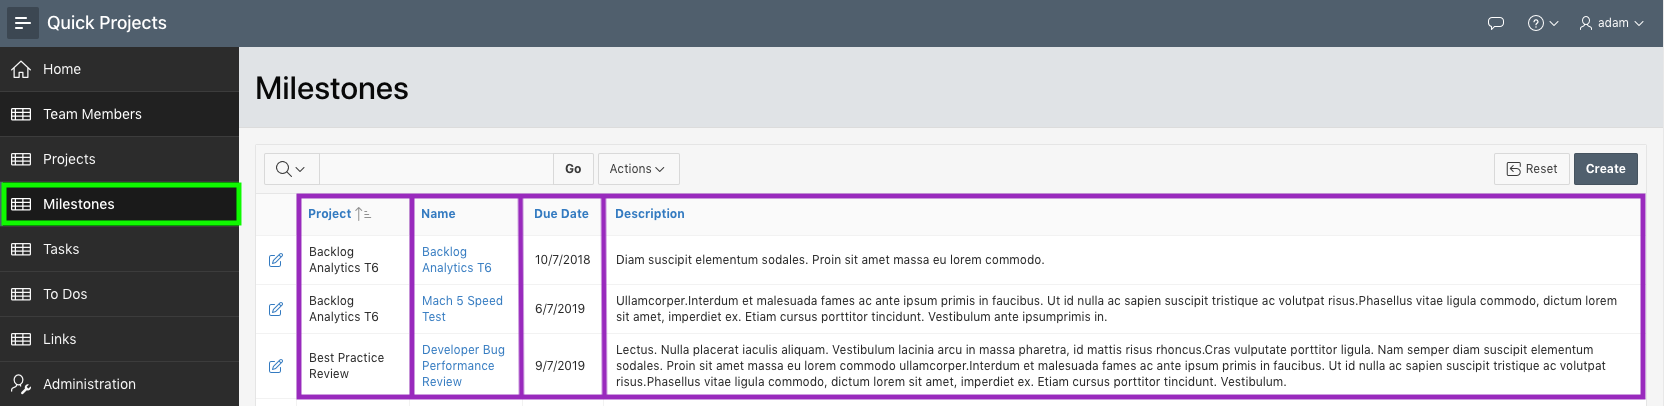 Quick Projects
adam
Home
Team Members
Projects
Milestones
Tasks
To Dos
Links
Administration
Milestones
Go
Actions
Reset
Create
Project
Name
Due Date
Description
Backlog
Analytics T6
Backlog
Analytics T6
10/7/2018
Diam suscipit elementum sodales. Proin sit amet massa eu lorem commodo.
Backlog
Analytics T6
Mach 5 Speed
Test
6/7/2019
Ullamcorper.Interdum et malesuada fames ac ante ipsum primis in faucibus. Ut id nulla ac sapien suscipit tristique ac volutpat risus.Phasellus vitae ligula commodo, dictum lorem
sit amet, imperdiet ex. Etiam cursus porttitor tincidunt. Vestibulum ante ipsumprimis in.
Best Practice
Review
Developer Bug
Performance
Review
9/7/2019
Lectus. Nulla placerat iaculis aliquam. Vestibulum lacinia arcu in massa pharetra, id mattis risus rhoncus.Cras vulputate porttitor ligula. Nam semper diam suscipit elementum
sodales. Proin sit amet massa eu lorem commodo ullamcorper.Interdum et malesuada fames ac ante ipsum primis in faucibus. Ut id nulla ac sapien suscipit tristique ac volutpat
risus.Phasellus vitae ligula commodo, dictum lorem sit amet, imperdiet ex. Etiam cursus porttitor tincidunt. Vestibulum.